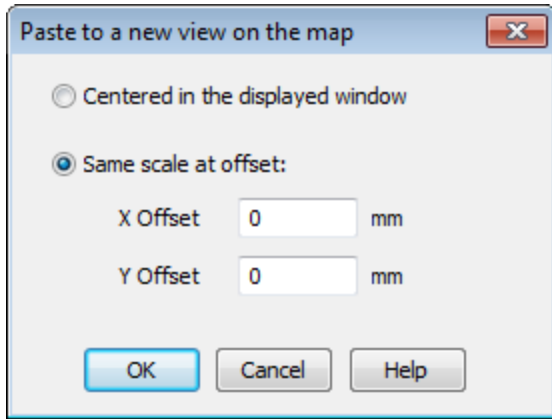 Paste to a new view on the map
Centered in the displayed window
Same scale at offset:
X Offset 0 mm
Y Offset 0 mm
OK Cancel Help